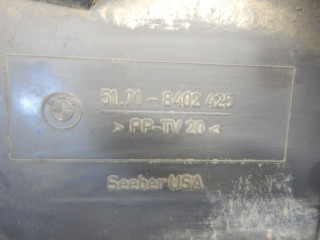 51.71 - 8402 425
> PP-TV 20 <
Seeber USA